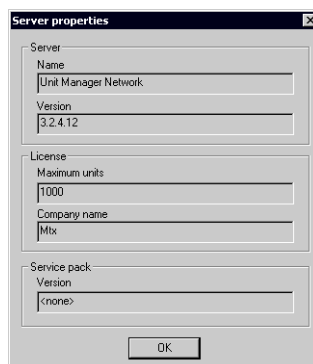 Server properties
Server
Name
Unit Manager Network
Version
3.2.4.12
License
Maximum units
1000
Company name
Mtx
Service pack
Version
<none>
OK